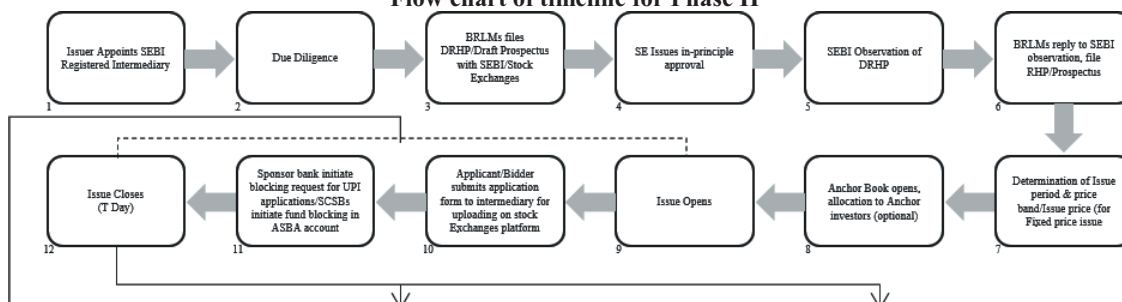 Flow chart of timeline for Phase II
Issuer Appoints SEBI
Registered Intermediary
1
Due Diligence
2
BRLMs files
DRHP/Draft Prospectus
with SEBI/Stock
Exchanges
3
SE Issues in-principle
approval
4
SEBI Observation of
DRHP
5
BRLMs reply to SEBI
observation, file
RHP/Prospectus
6
Determination of Issue
period & price
band/Issue price (for
Fixed price issue
7
Anchor Book opens,
allocation to Anchor
investors (optional)
8
Issue Opens
9
Applicant/Bidder
submits application
form to intermediary for
uploading on stock
Exchanges platform
10
Sponsor bank initiate
blocking request for UPI
applications/SCSBs
initiate fund blocking in
ASBA account
11
Issue Closes
(T Day)
12